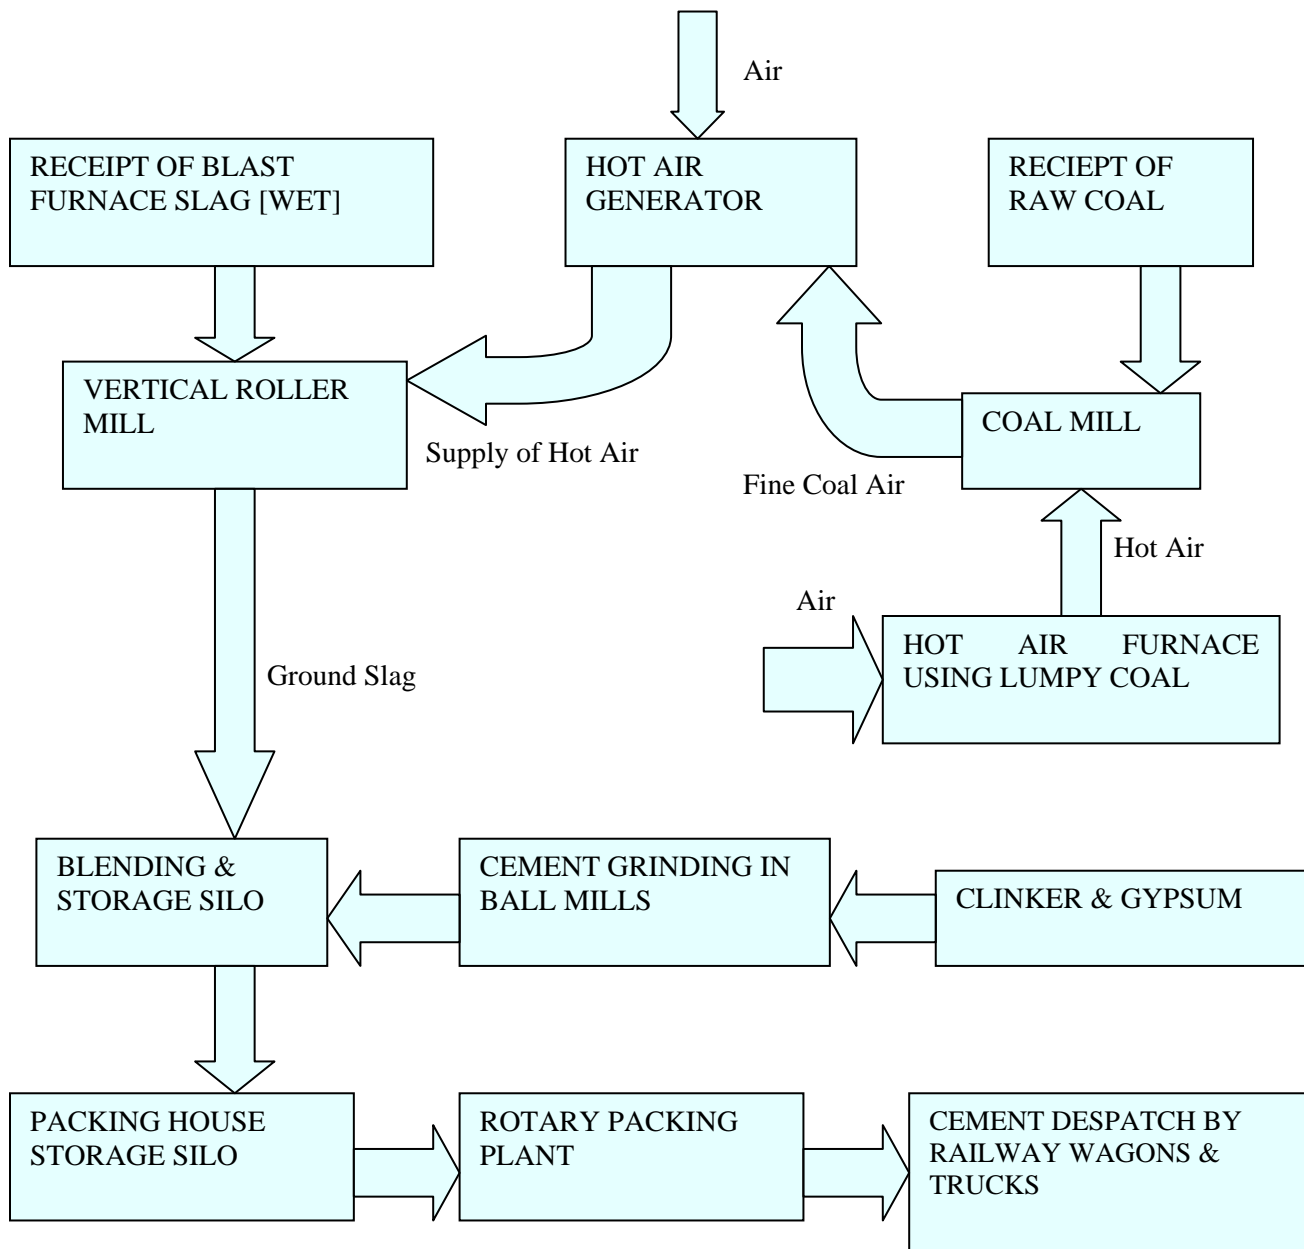 Air
RECEIPT OF BLAST
FURNACE SLAG [WET]
HOT AIR
GENERATOR
RECIEPT OF
RAW COAL
VERTICAL ROLLER
MILL
COAL MILL
Supply of Hot Air
Fine Coal Air
Hot Air
Air
HOT AIR FURNACE
USING LUMPY COAL
Ground Slag
BLENDING &
STORAGE SILO
CEMENT GRINDING IN
BALL MILLS
CLINKER & GYPSUM
PACKING HOUSE
STORAGE SILO
ROTARY PACKING
PLANT
CEMENT DESPATCH BY
RAILWAY WAGONS &
TRUCKS